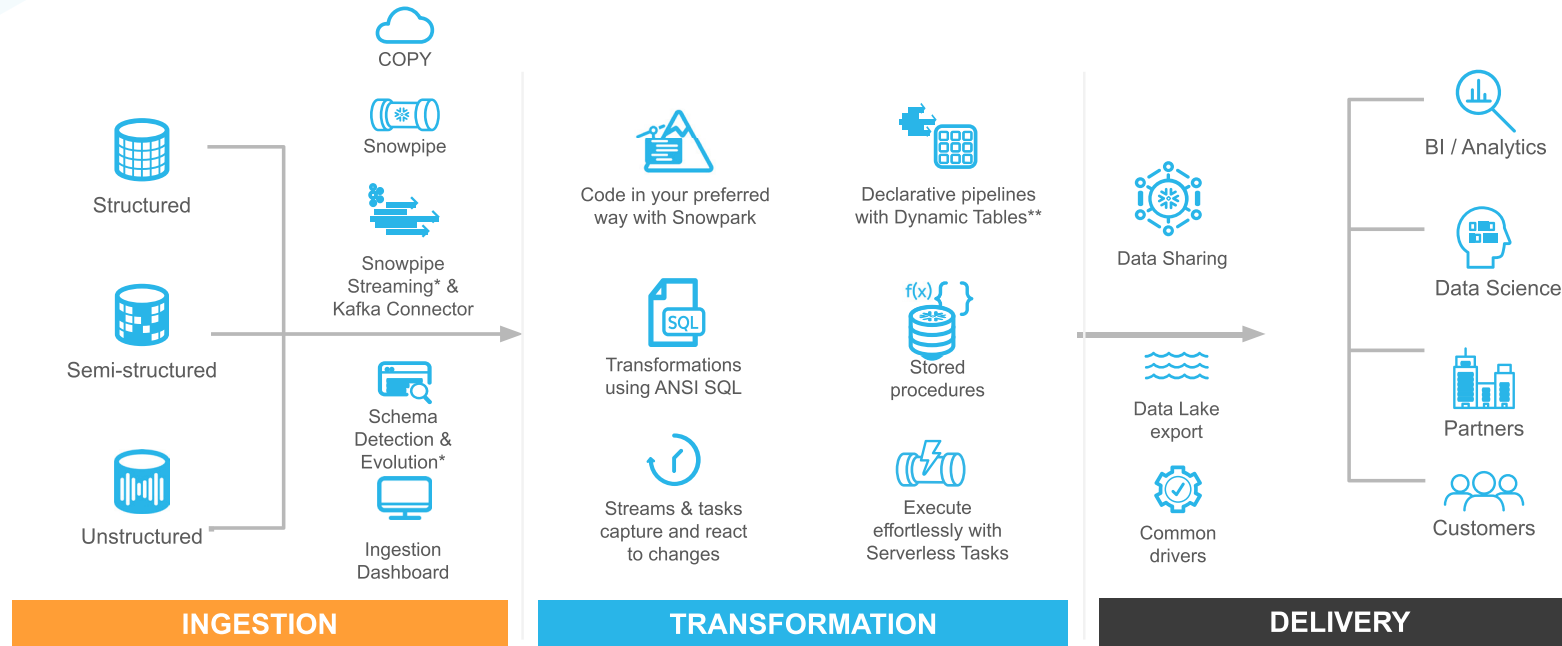 COPY
Snowpipe
Structured
Snowpipe
Streaming* &
Kafka Connector
Semi-structured
Schema
Detection &
Evolution*
Unstructured
Ingestion
Dashboard
INGESTION
Code in your preferred
way with Snowpark
Declarative pipelines
with Dynamic Tables**
SQL
Transformations
using ANSI SQL
f(x) { }
Stored
procedures
Streams & tasks
capture and react
to changes
Execute
effortlessly with
Serverless Tasks
TRANSFORMATION
Data Sharing
Data Lake
export
Common
drivers
BI / Analytics
Data Science
Partners
Customers
DELIVERY